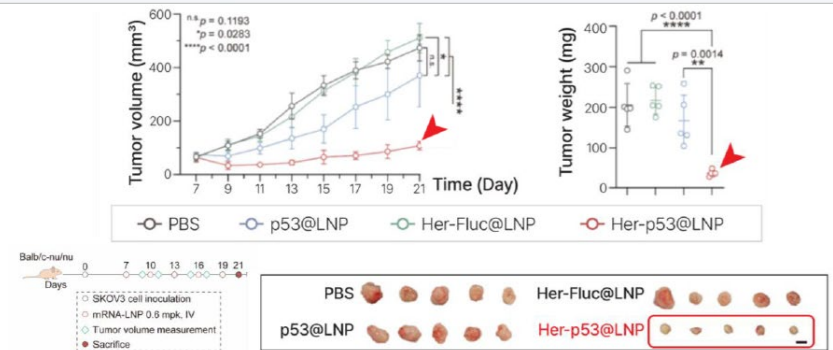 600
400
200
0
Tumor volume (mm³)
n.s. p = 0.1193
*p = 0.0283
****p < 0.0001
n.s.
*
****
7 9 11 13 15 17 19 21
Time (Day)
400
300
200
100
0
Tumor weight (mg)
p < 0.0001
****
p = 0.0014
**
PBS p53@LNP Her-Fluc@LNP Her-p53@LNP
Balb/c-nu/nu
0 7 10 13 16 19 21
Days
SKOV3 cell inoculation
mRNA-LNP 0.6 mpk, IV
Tumor volume measurement
Sacrifice
PBS
Her-Fluc@LNP
p53@LNP
Her-p53@LNP